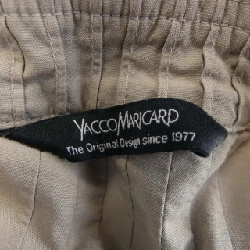 YACCOMARICARD
The Original Design since 1977